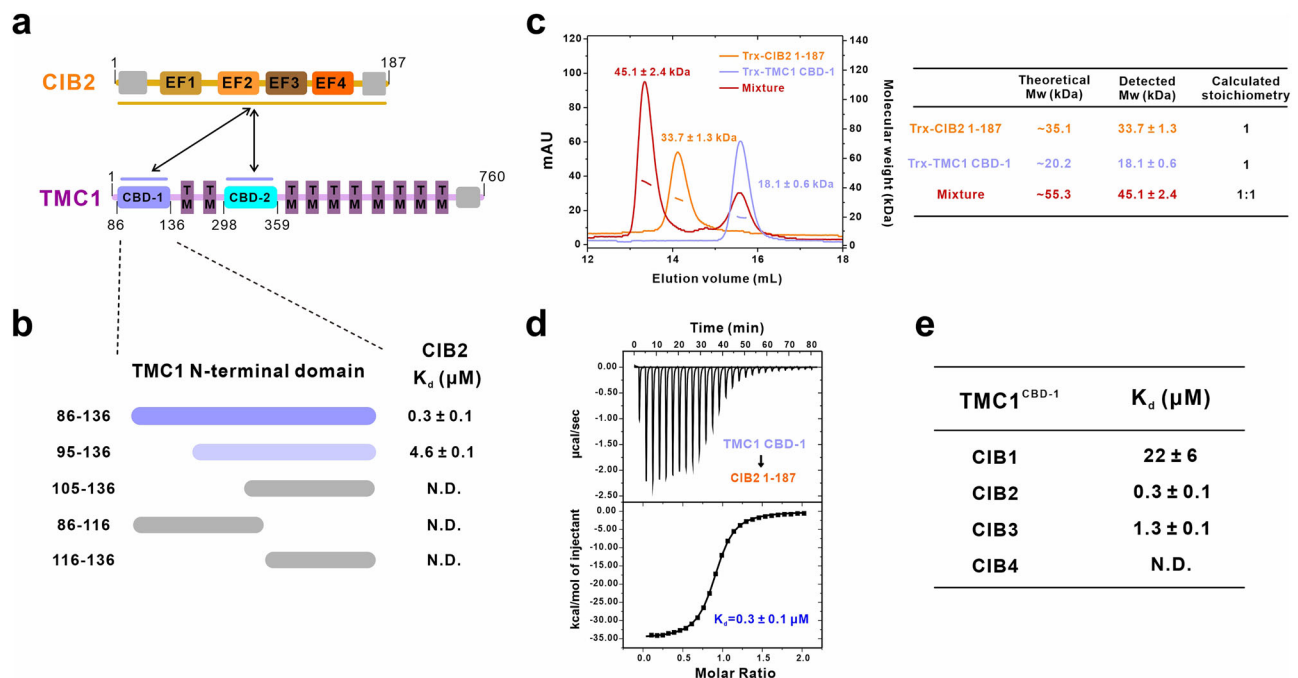 a
1
187
CIB2
EF1 EF2 EF3 EF4
1
760
TMC1
CBD-1 TM TM CBD-2 TM TM TM TM TM TM TM TM
86 136 298 359
b
TMC1 N-terminal domain
CIB2
Kd (μM)
86-136 0.3 ± 0.1
95-136 4.6 ± 0.1
105-136 N.D.
86-116 N.D.
116-136 N.D.
c
120
100
80
60
40
20
0
mAU
140
120
100
80
60
40
20
0
Molecular weight (kDa)
Trx-CIB2 1-187
Trx-TMC1 CBD-1
Mixture
45.1 ± 2.4 kDa
33.7 ± 1.3 kDa
18.1 ± 0.6 kDa
12 14 16 18
Elution volume (mL)
Theoretical Mw (kDa)
Detected Mw (kDa)
Calculated stoichiometry
Trx-CIB2 1-187 ~35.1 33.7 ± 1.3 1
Trx-TMC1 CBD-1 ~20.2 18.1 ± 0.6 1
Mixture ~55.3 45.1 ± 2.4 1:1
d
Time (min)
0 10 20 30 40 50 60 70 80
0.00
-0.50
-1.00
-1.50
-2.00
-2.50
μcal/sec
TMC1 CBD-1
CIB2 1-187
0.00
-5.00
-10.00
-15.00
-20.00
-25.00
-30.00
-35.00
kcal/mol of injectant
Kd=0.3 ± 0.1 μM
0.0 0.5 1.0 1.5 2.0
Molar Ratio
e
TMC1CBD-1 Kd (μM)
CIB1 22 ± 6
CIB2 0.3 ± 0.1
CIB3 1.3 ± 0.1
CIB4 N.D.